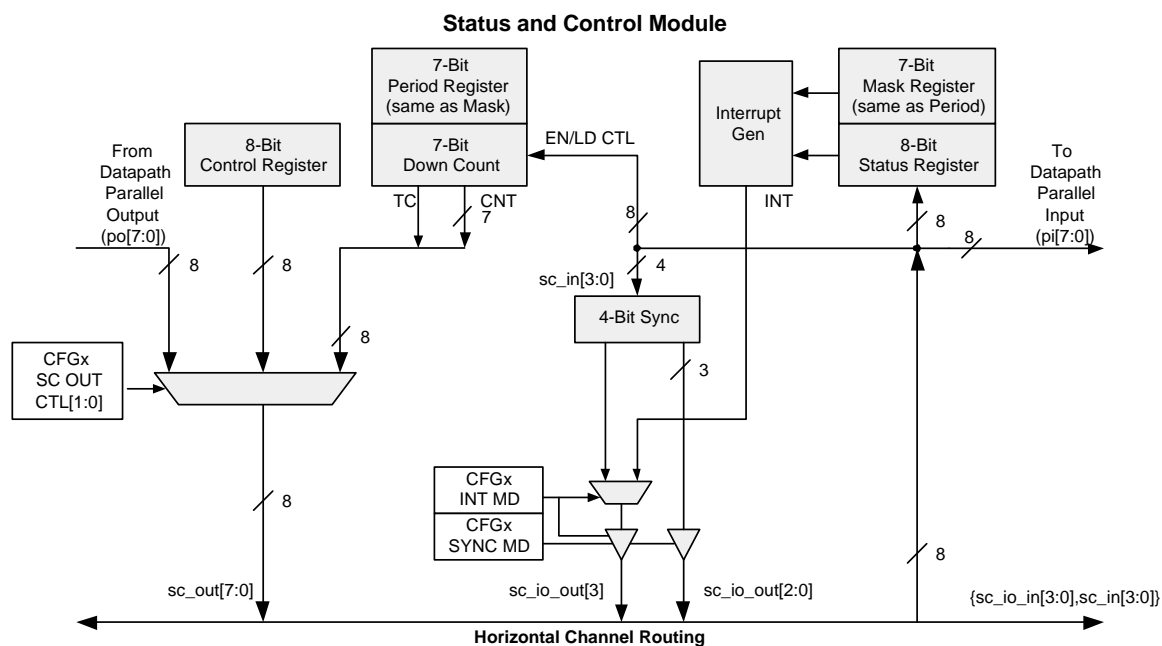 Status and Control Module
7-Bit
Period Register
(same as Mask)
7-Bit
Down Count
8-Bit
Control Register
From
Datapath
Parallel
Output
(po[7:0])
EN/LD CTL
Interrupt
Gen
7-Bit
Mask Register
(same as Period)
8-Bit
Status Register
To
Datapath
Parallel
Input
(pi[7:0])
TC
CNT
7
INT
8
8
8
8
8
8
4
sc_in[3:0]
4-Bit Sync
8
3
CFGx
SC OUT
CTL[1:0]
CFGx
INT MD
CFGx
SYNC MD
8
8
sc_out[7:0]
sc_io_out[3]
sc_io_out[2:0]
{sc_io_in[3:0],sc_in[3:0]}
Horizontal Channel Routing